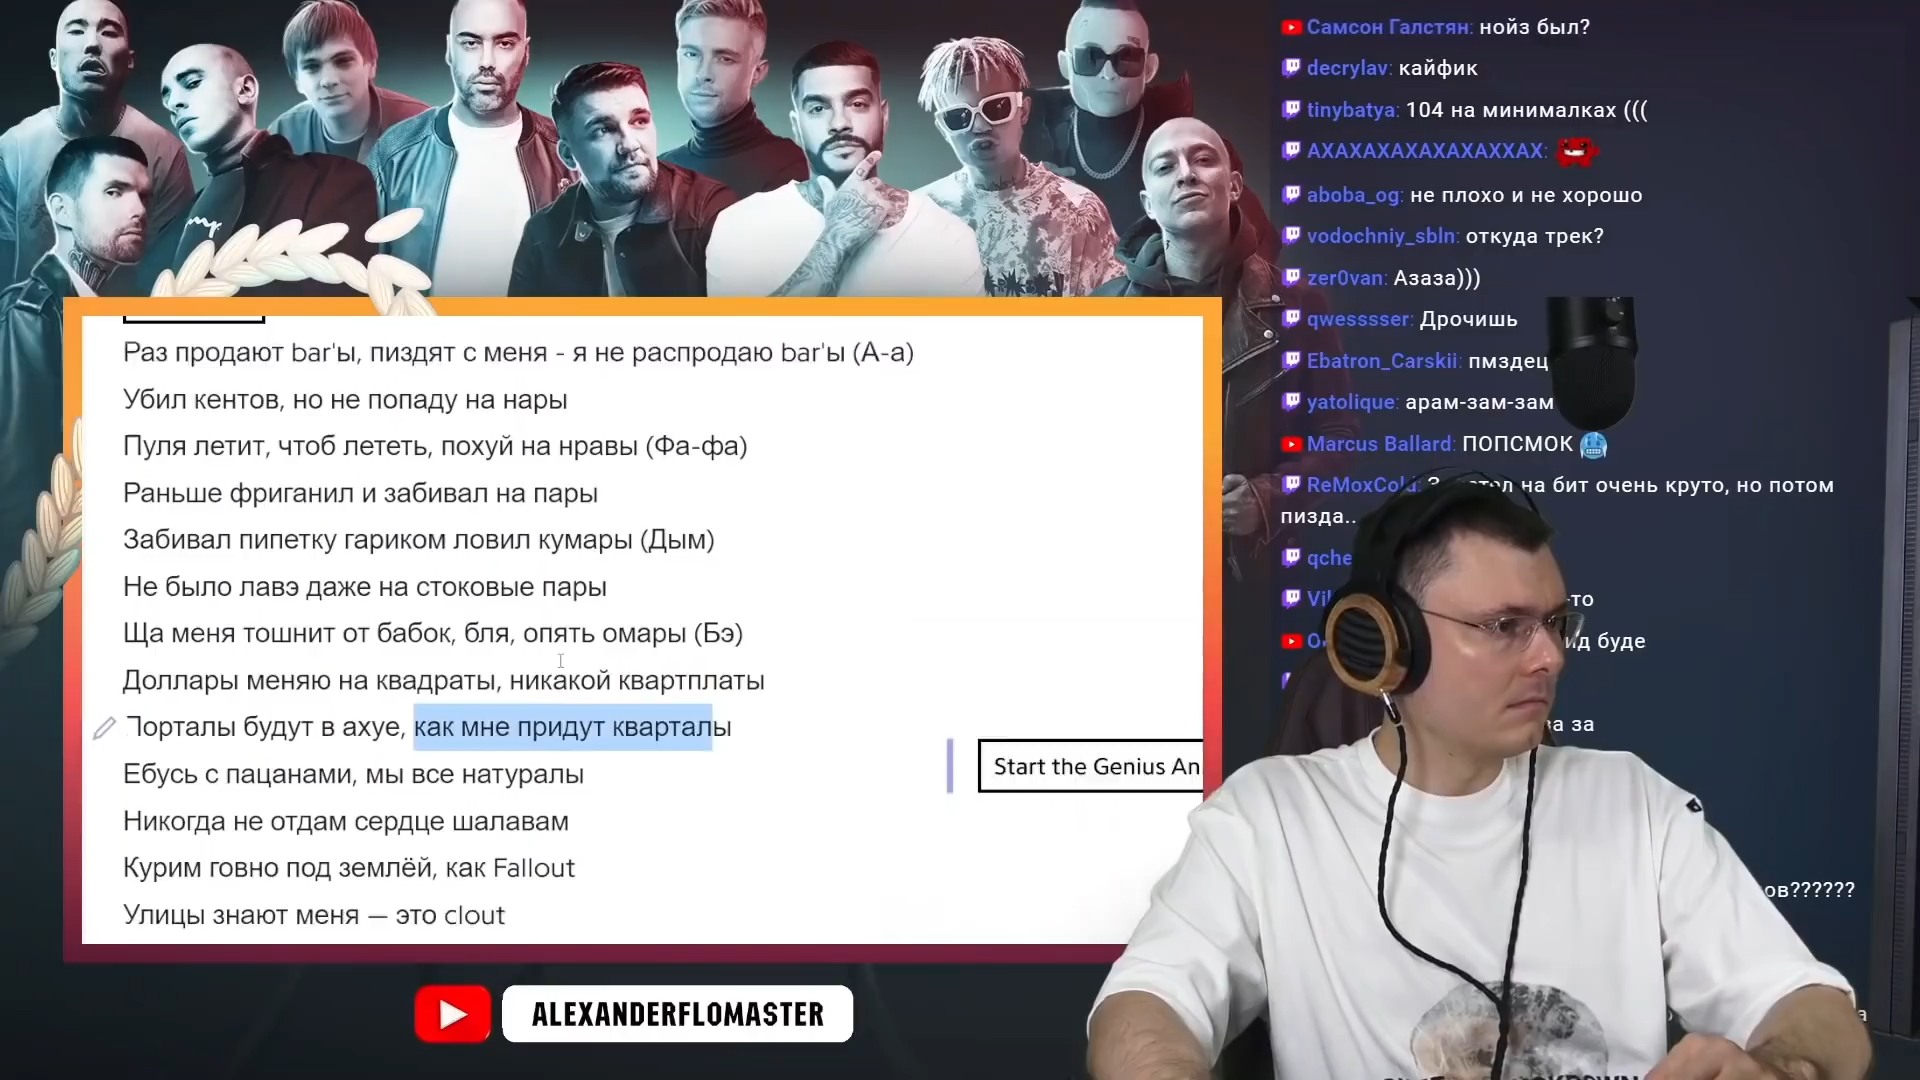 Раз продают bar'ы, пиздят с меня - я не распродаю bar'ы (А-а)
Убил кентов, но не попаду на нары
Пуля летит, чтоб лететь, похуй на нравы (Фа-фа)
Раньше фриганил и забивал на пары
Забивал пипетку гариком ловил кумары (Дым)
Не было лавэ даже на стоковые пары
Ща меня тошнит от бабок, бля, опять омары (Бэ)
Доллары меняю на квадраты, никакой квартплаты
Порталы будут в ахуе, как мне придут кварталы
Ебусь с пацанами, мы все натуралы
Никогда не отдам сердце шалавам
Курим говно под землёй, как Fallout
Улицы знают меня — это clout
Start the Genius An
ALEXANDERFLOMASTER
Самсон Галстян: нойз был?
decrylav: кайфик
tinybatya: 104 на минималках (((
АХАХАХАХАХАХАХХАХ:
aboba_og: не плохо и не хорошо
vodochniy_sbln: откуда трек?
zer0van: Азаза)))
qwesssser: Дрочишь
Ebatron_Carskii: пмздец
yatolique: арам-зам-зам
Marcus Ballard: ПОПСМОК
на бит очень круто, но потом
пизда..
qche
-то
буде
за
ов??????